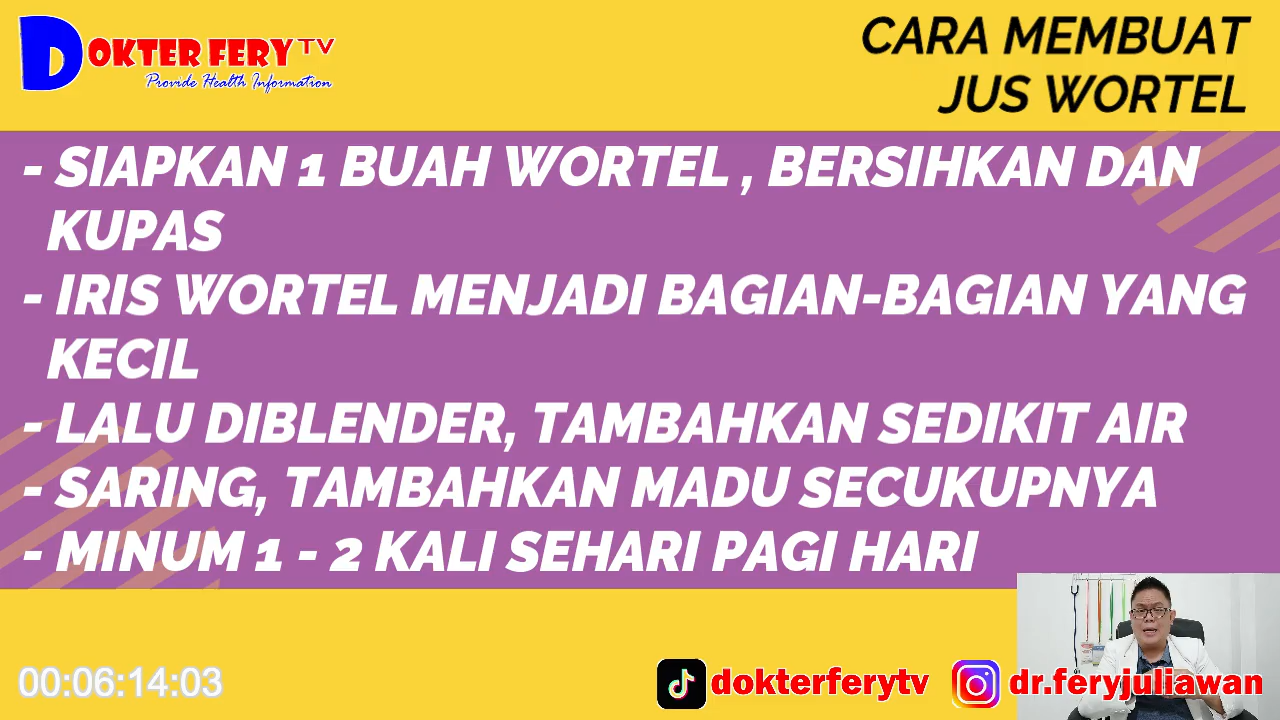 DOKTER FERY TV
Provide Health Information
CARA MEMBUAT
JUS WORTEL
- SIAPKAN 1 BUAH WORTEL , BERSIHKAN DAN
KUPAS
- IRIS WORTEL MENJADI BAGIAN-BAGIAN YANG
KECIL
- LALU DIBLENDER, TAMBAHKAN SEDIKIT AIR
- SARING, TAMBAHKAN MADU SECUKUPNYA
- MINUM 1 - 2 KALI SEHARI PAGI HARI
00:06:14:03
dokterferytv
dr.feryjuliawan